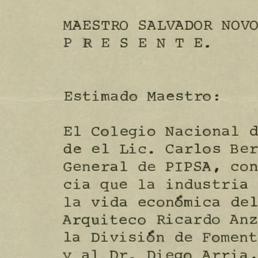 MAESTRO SALVADOR NOVO
P R E S E N T E.
Estimado Maestro:
El Colegio Nacional d
de el Lic. Carlos Ber
General de PIPSA, con
cia que la industria
la vida económica del
Arquiteco Ricardo Anz
la División de Foment
y al Dr. Diego Arria,